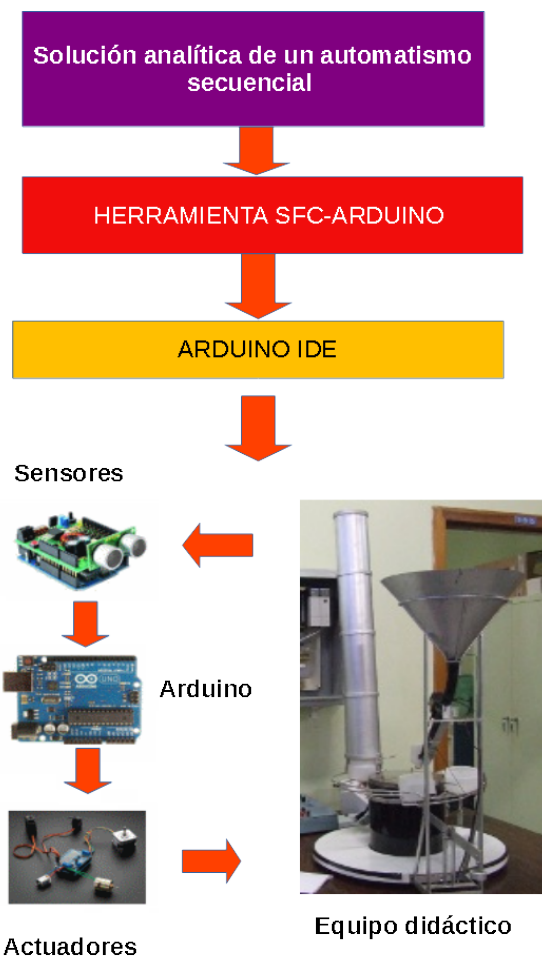 Solución analítica de un automatismo
secuencial
HERRAMIENTA SFC-ARDUINO
ARDUINO IDE
Sensores
Arduino
Equipo didáctico
Actuadores